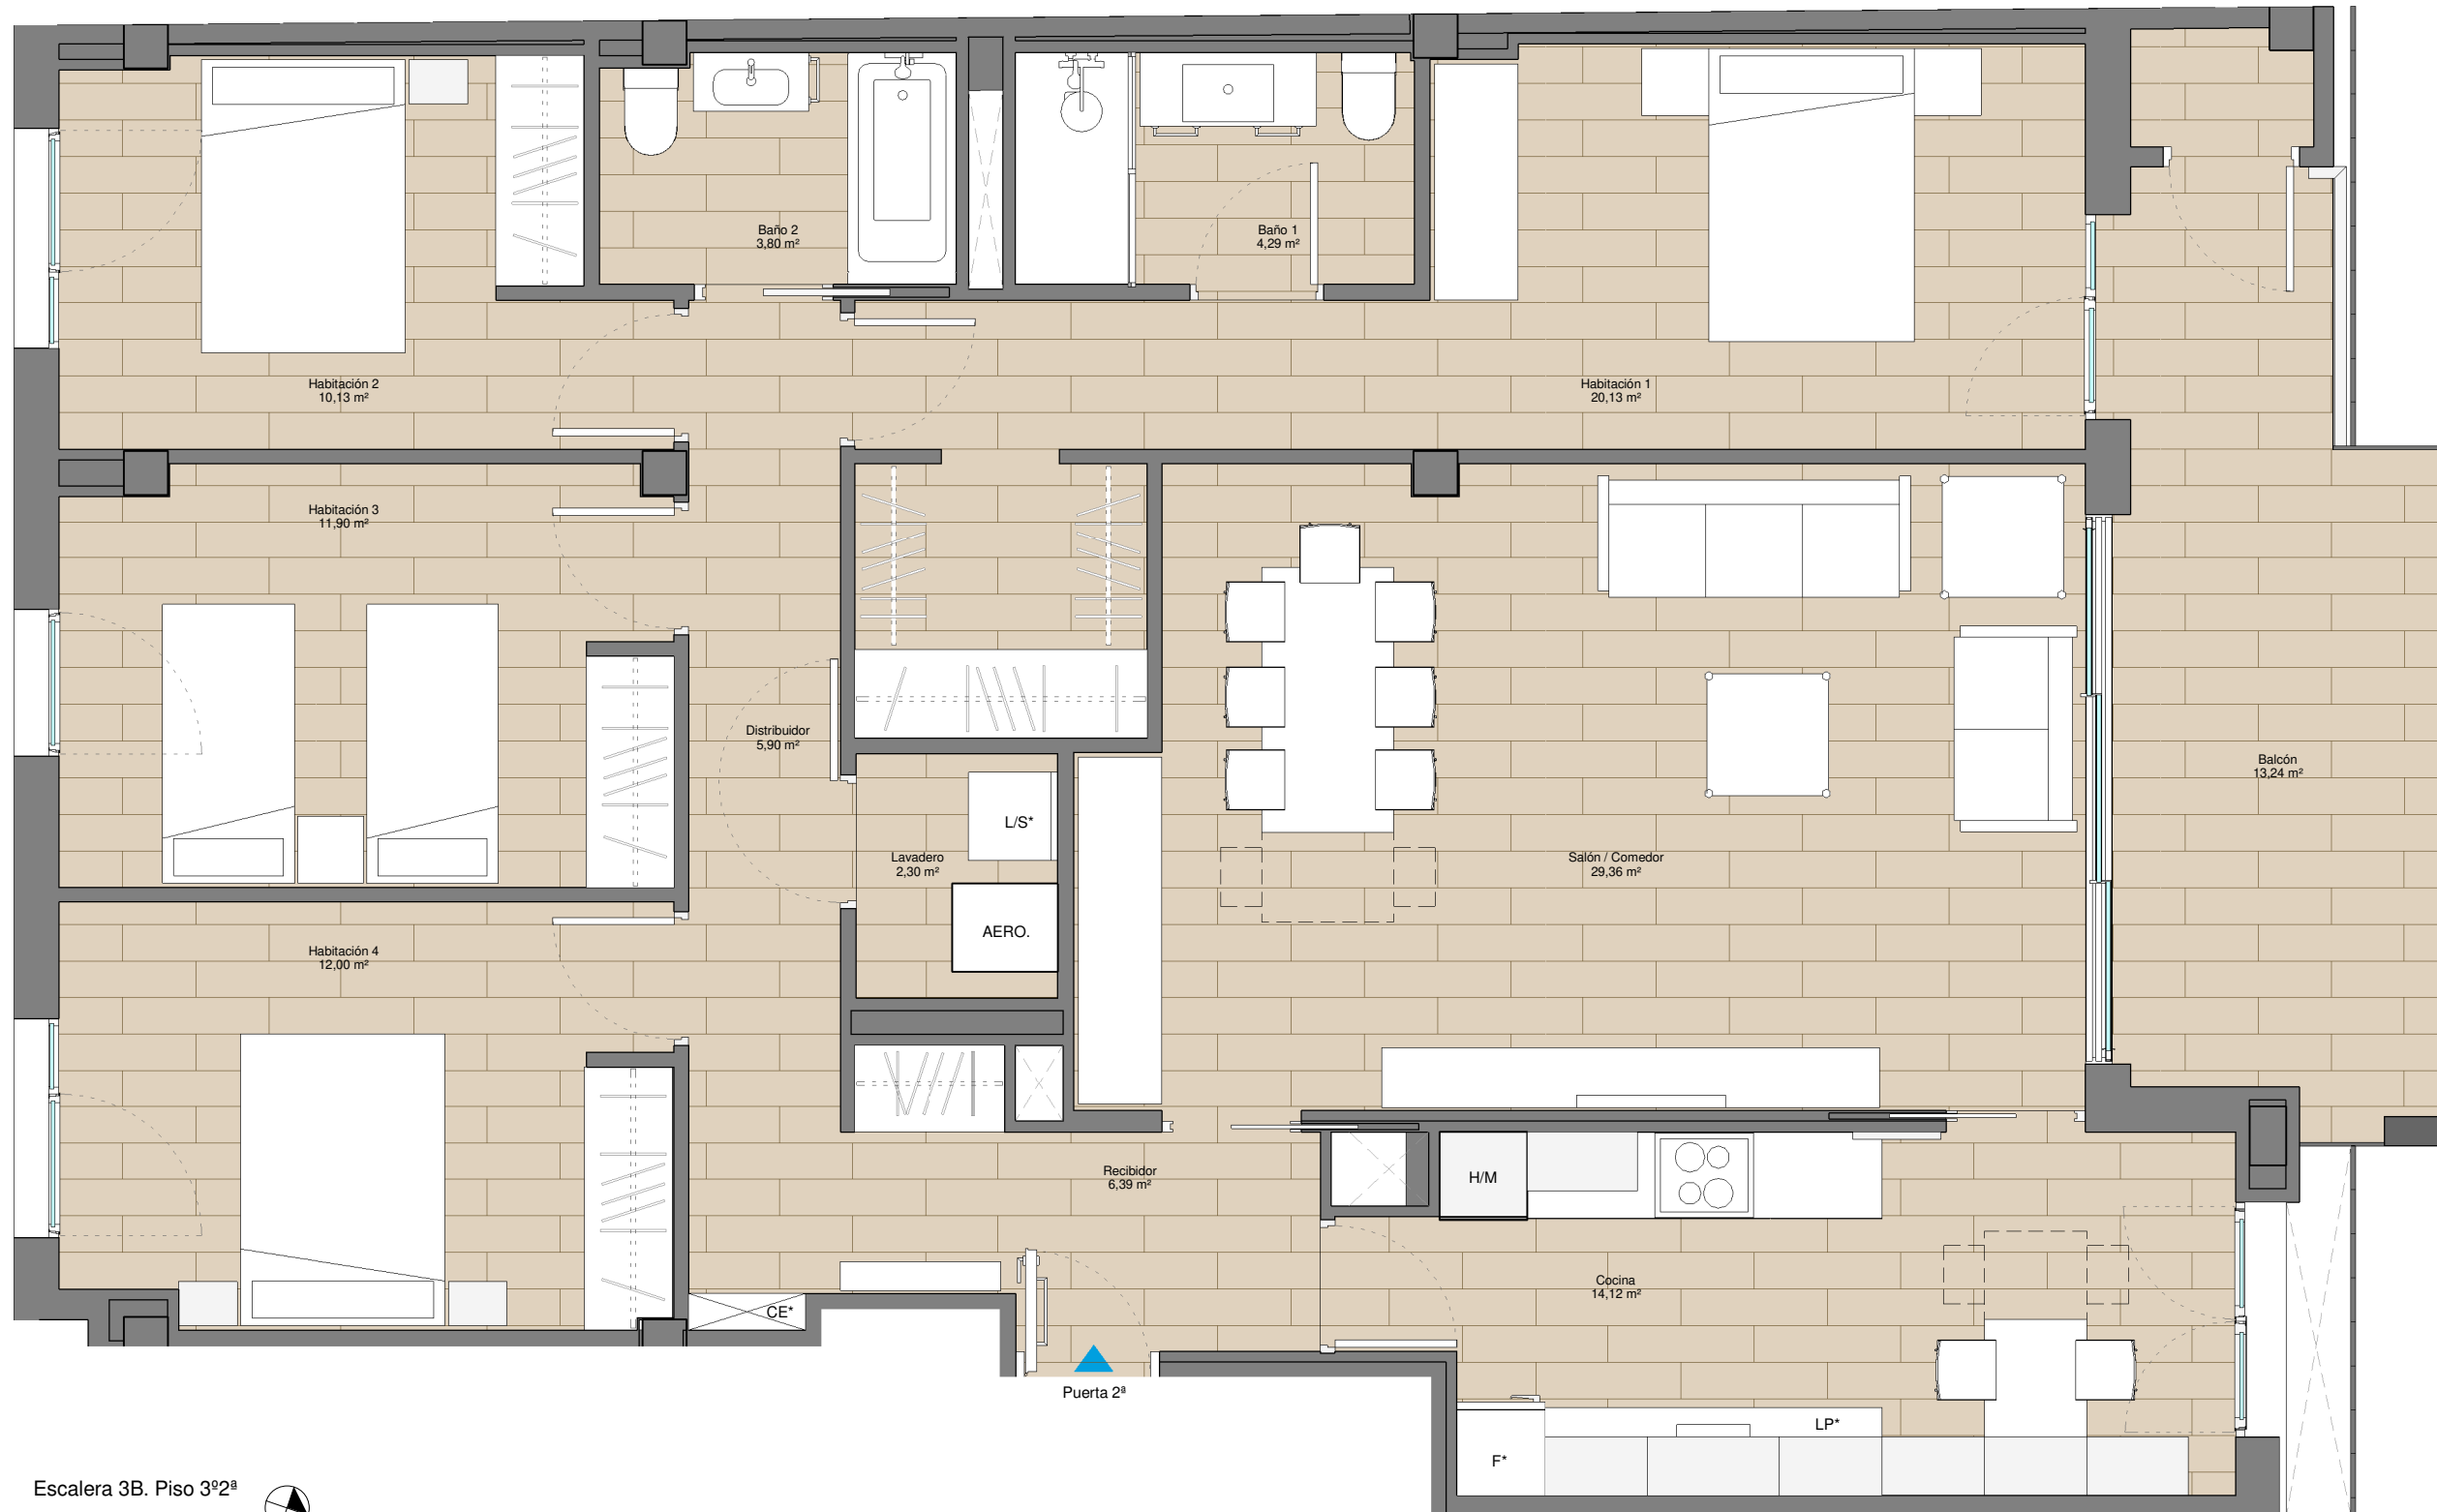 Baño 2
3,80 m²
Baño 1
4,29 m²
Habitación 2
10,13 m²
Habitación 1
20,13 m²
Habitación 3
11,90 m²
Distribuidor
5,90 m²
Balcón
13,24 m²
L/S*
Lavadero
2,30 m²
Salón / Comedor
29,36 m²
AERO.
Habitación 4
12,00 m²
Recibidor
6,39 m²
H/M
Cocina
14,12 m²
CE*
Puerta 2ª
LP*
F*
Escalera 3B. Piso 3º2ª